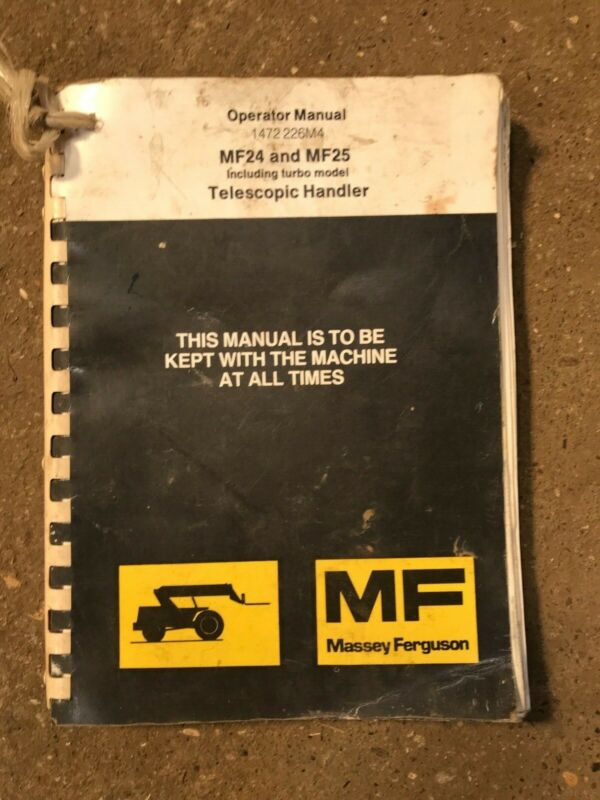 Operator Manual
1472 226M4
MF24 and MF25
Including turbo model
Telescopic Handler
THIS MANUAL IS TO BE
KEPT WITH THE MACHINE
AT ALL TIMES
MF
Massey Ferguson